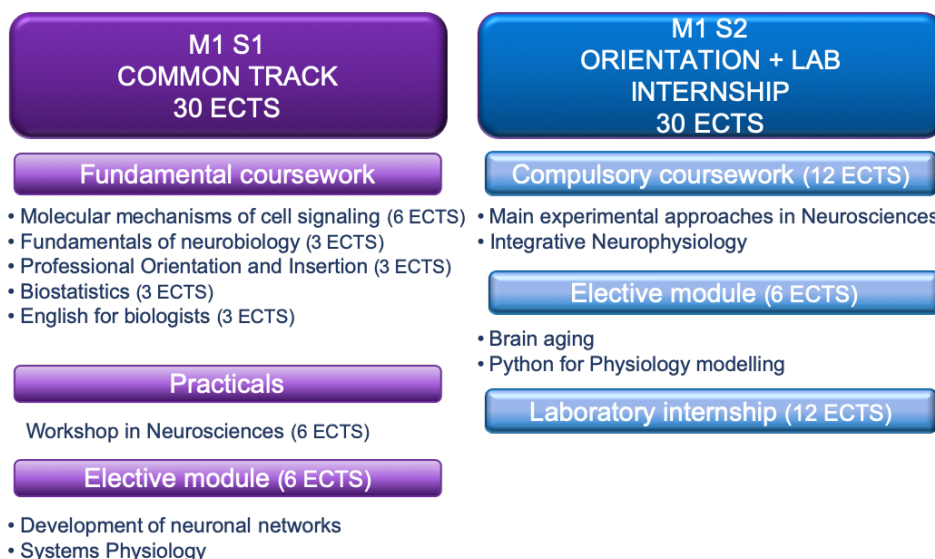 M1 S1
COMMON TRACK
30 ECTS
Fundamental coursework
• Molecular mechanisms of cell signaling (6 ECTS)
• Fundamentals of neurobiology (3 ECTS)
• Professional Orientation and Insertion (3 ECTS)
• Biostatistics (3 ECTS)
• English for biologists (3 ECTS)
Practicals
Workshop in Neurosciences (6 ECTS)
Elective module (6 ECTS)
• Development of neuronal networks
• Systems Physiology
M1 S2
ORIENTATION + LAB
INTERNSHIP
30 ECTS
Compulsory coursework (12 ECTS)
• Main experimental approaches in Neurosciences
• Integrative Neurophysiology
Elective module (6 ECTS)
• Brain aging
• Python for Physiology modelling
Laboratory internship (12 ECTS)